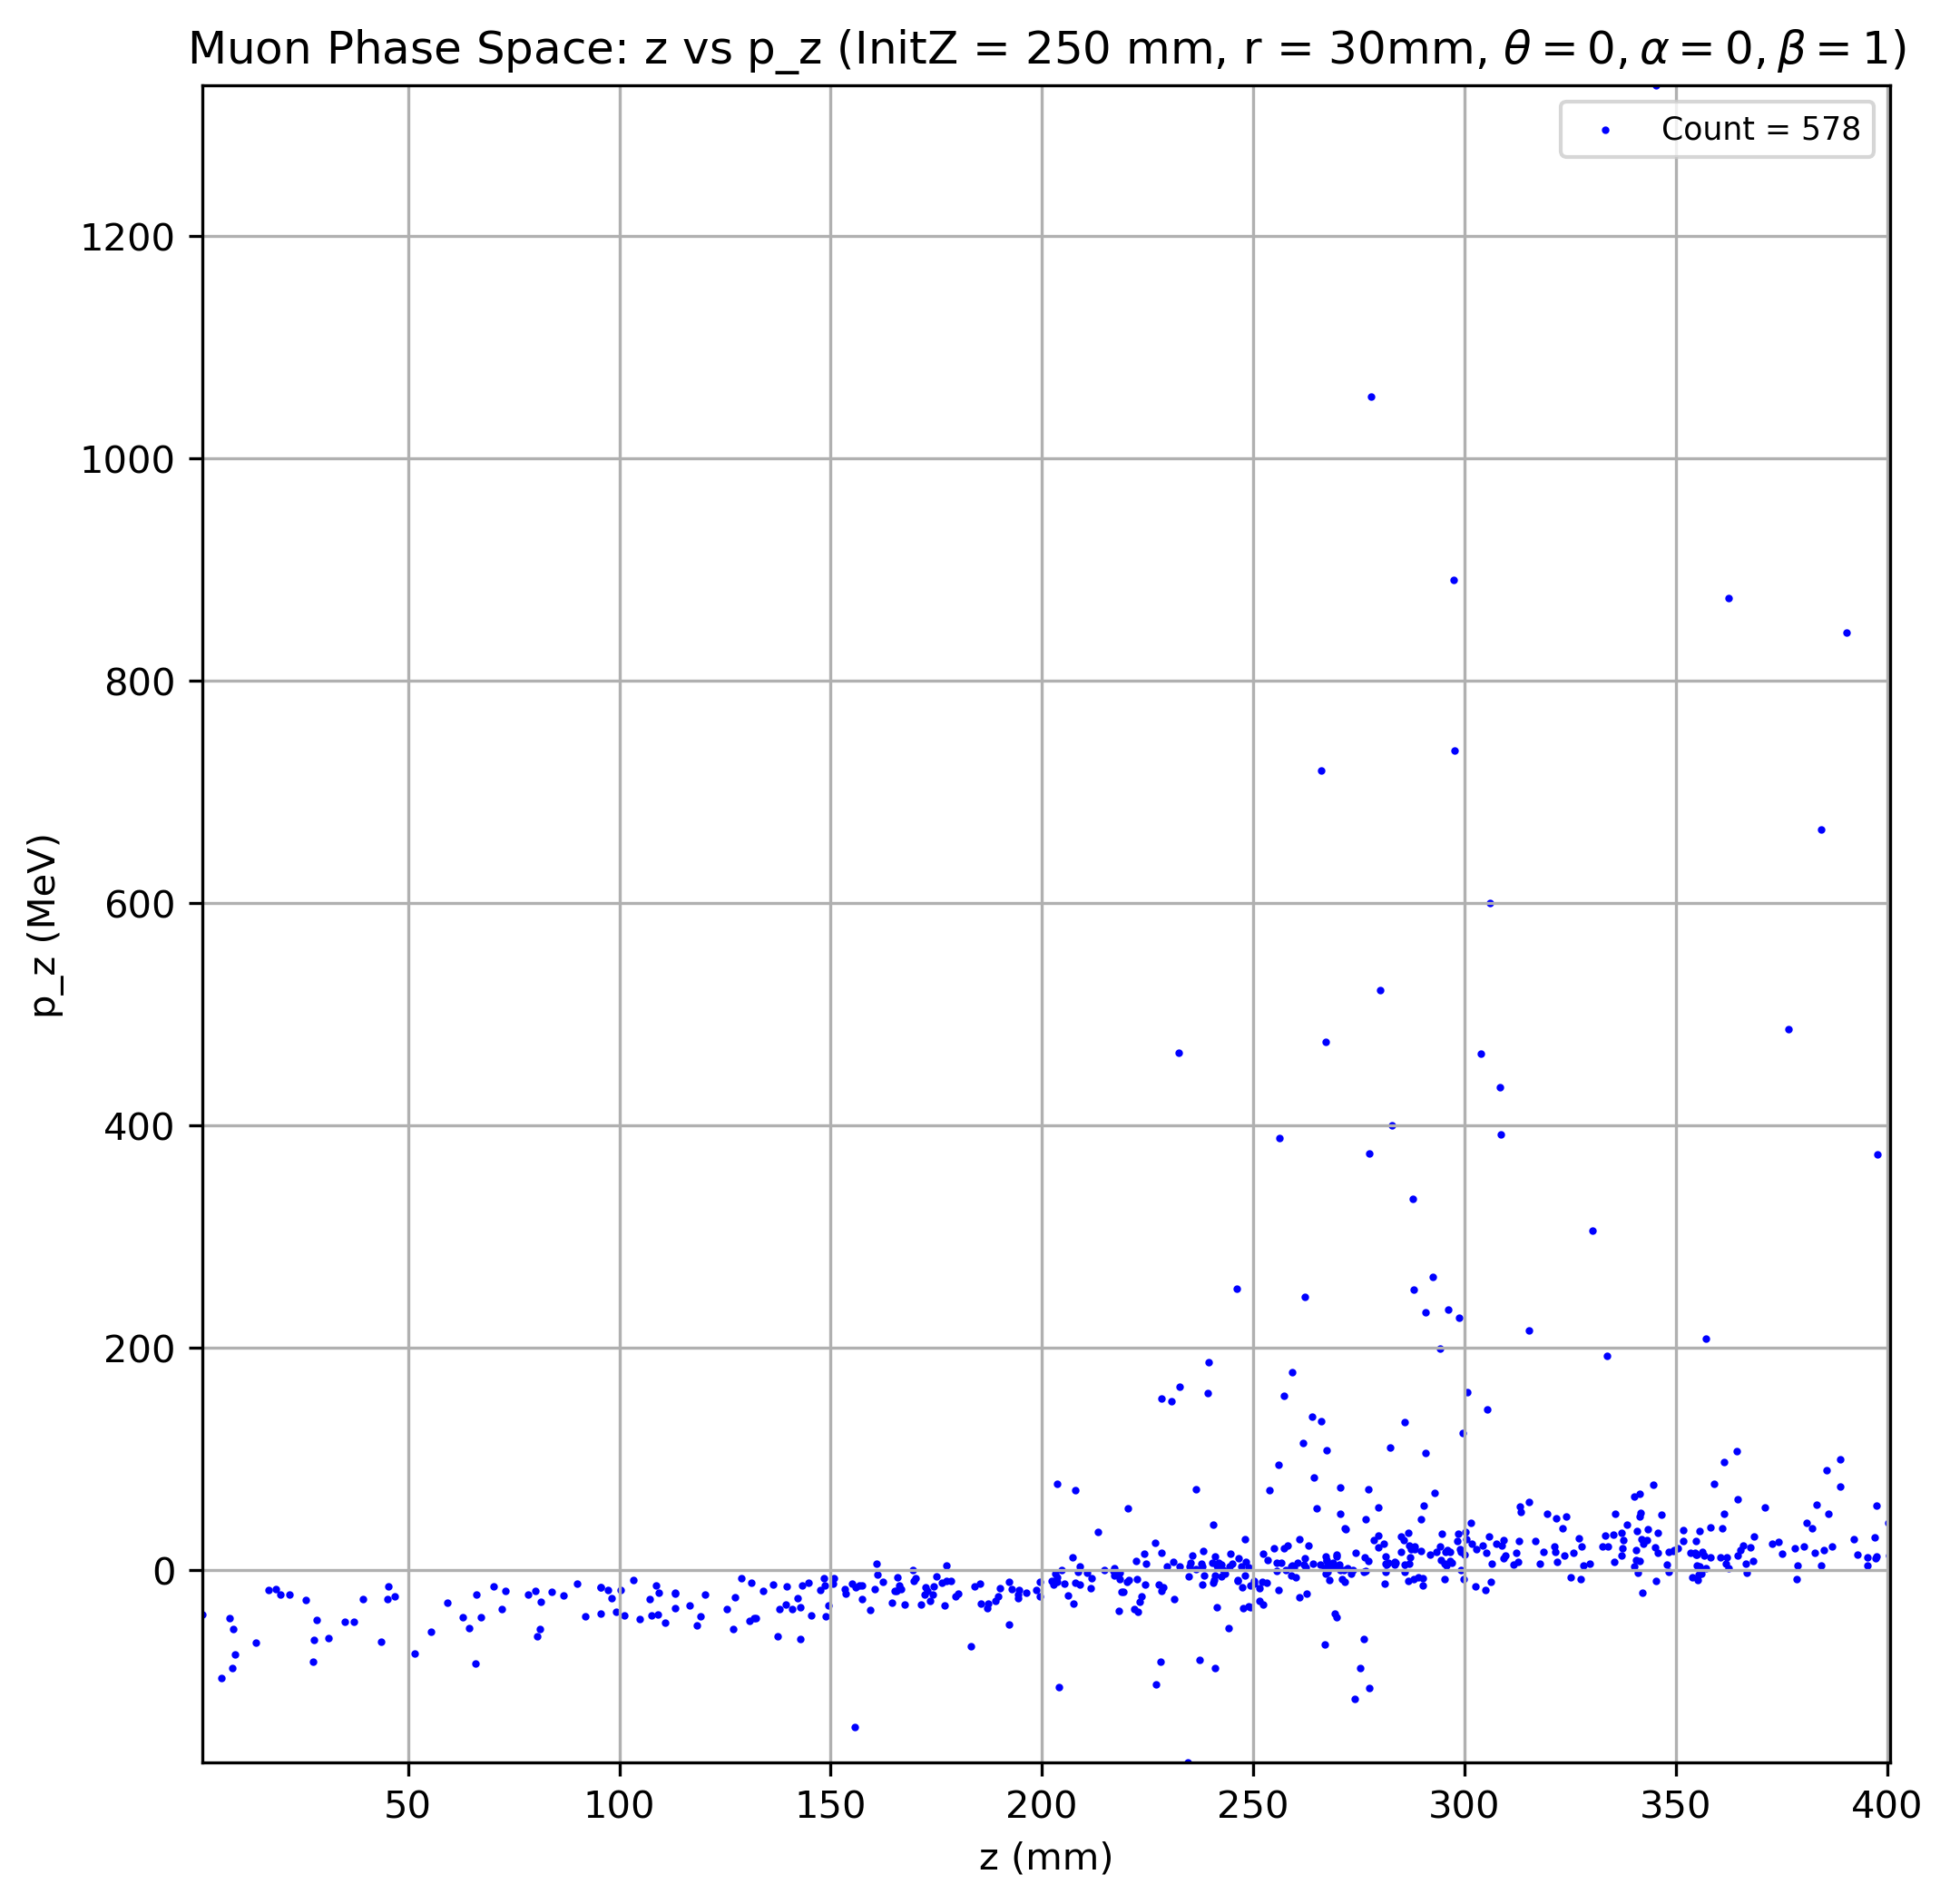 Muon Phase Space: z vs p_z (InitZ = 250 mm, r = 30mm, θ = 0, α = 0, β = 1)
Count = 578
1200
1000
800
600
400
200
0
p_z (MeV)
50 100 150 200 250 300 350 400
z (mm)